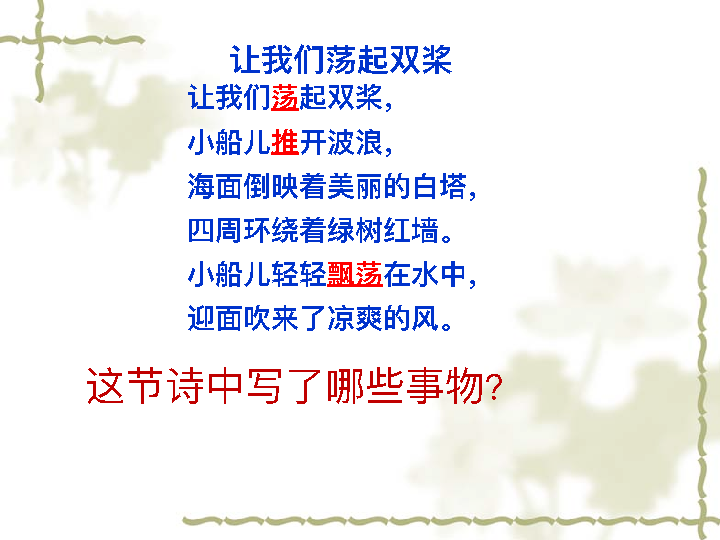 让我们荡起双桨
让我们荡起双桨，
小船儿推开波浪，
海面倒映着美丽的白塔，
四周环绕着绿树红墙。
小船儿轻轻飘荡在水中，
迎面吹来了凉爽的风。
这节诗中写了哪些事物?